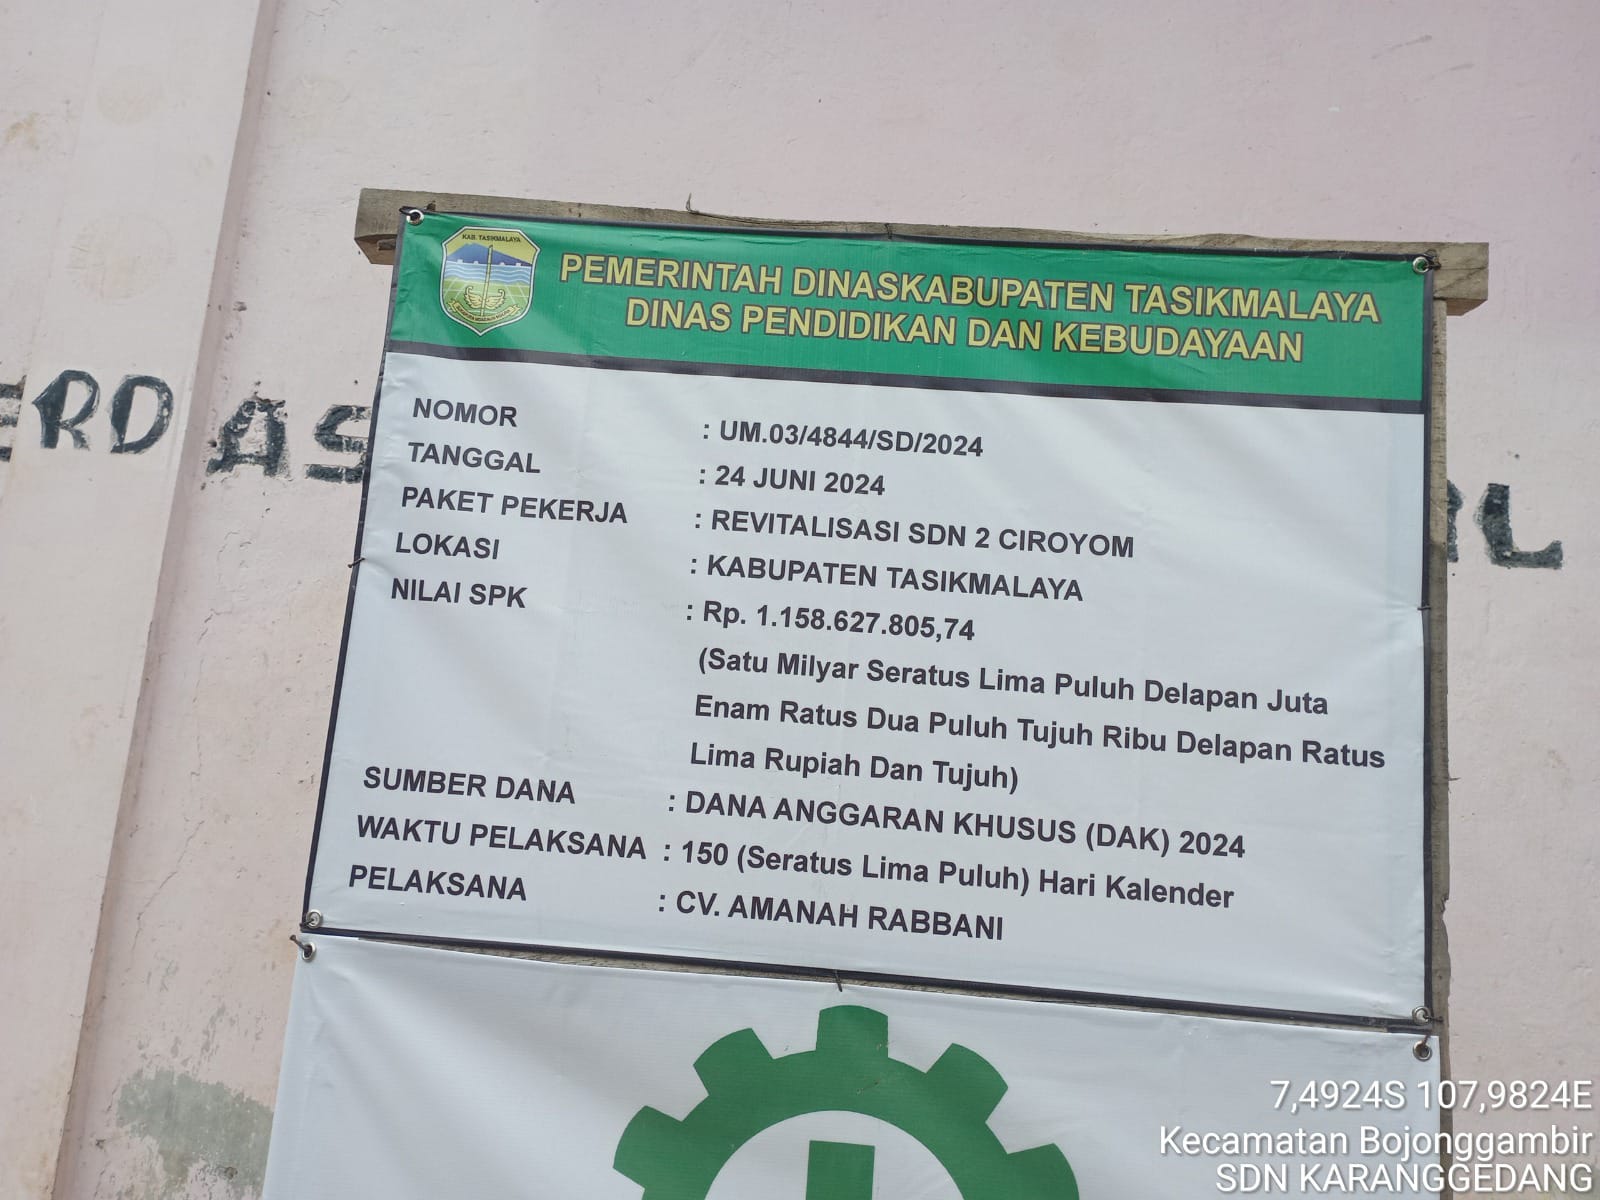 KAB. TASIKMALAYA
PEMERINTAH DINASKABUPATEN TASIKMALAYA
DINAS PENDIDIKAN DAN KEBUDAYAAN
ERD AS
NOMOR : UM.03/4844/SD/2024
TANGGAL : 24 JUNI 2024
PAKET PEKERJA : REVITALISASI SDN 2 CIROYOM
LOKASI : KABUPATEN TASIKMALAYA
NILAI SPK : Rp. 1.158.627.805,74
(Satu Milyar Seratus Lima Puluh Delapan Juta
Enam Ratus Dua Puluh Tujuh Ribu Delapan Ratus
Lima Rupiah Dan Tujuh)
SUMBER DANA : DANA ANGGARAN KHUSUS (DAK) 2024
WAKTU PELAKSANA : 150 (Seratus Lima Puluh) Hari Kalender
PELAKSANA : CV. AMANAH RABBANI
7,4924S 107,9824E
Kecamatan Bojonggambir
SDN KARANGGEDANG